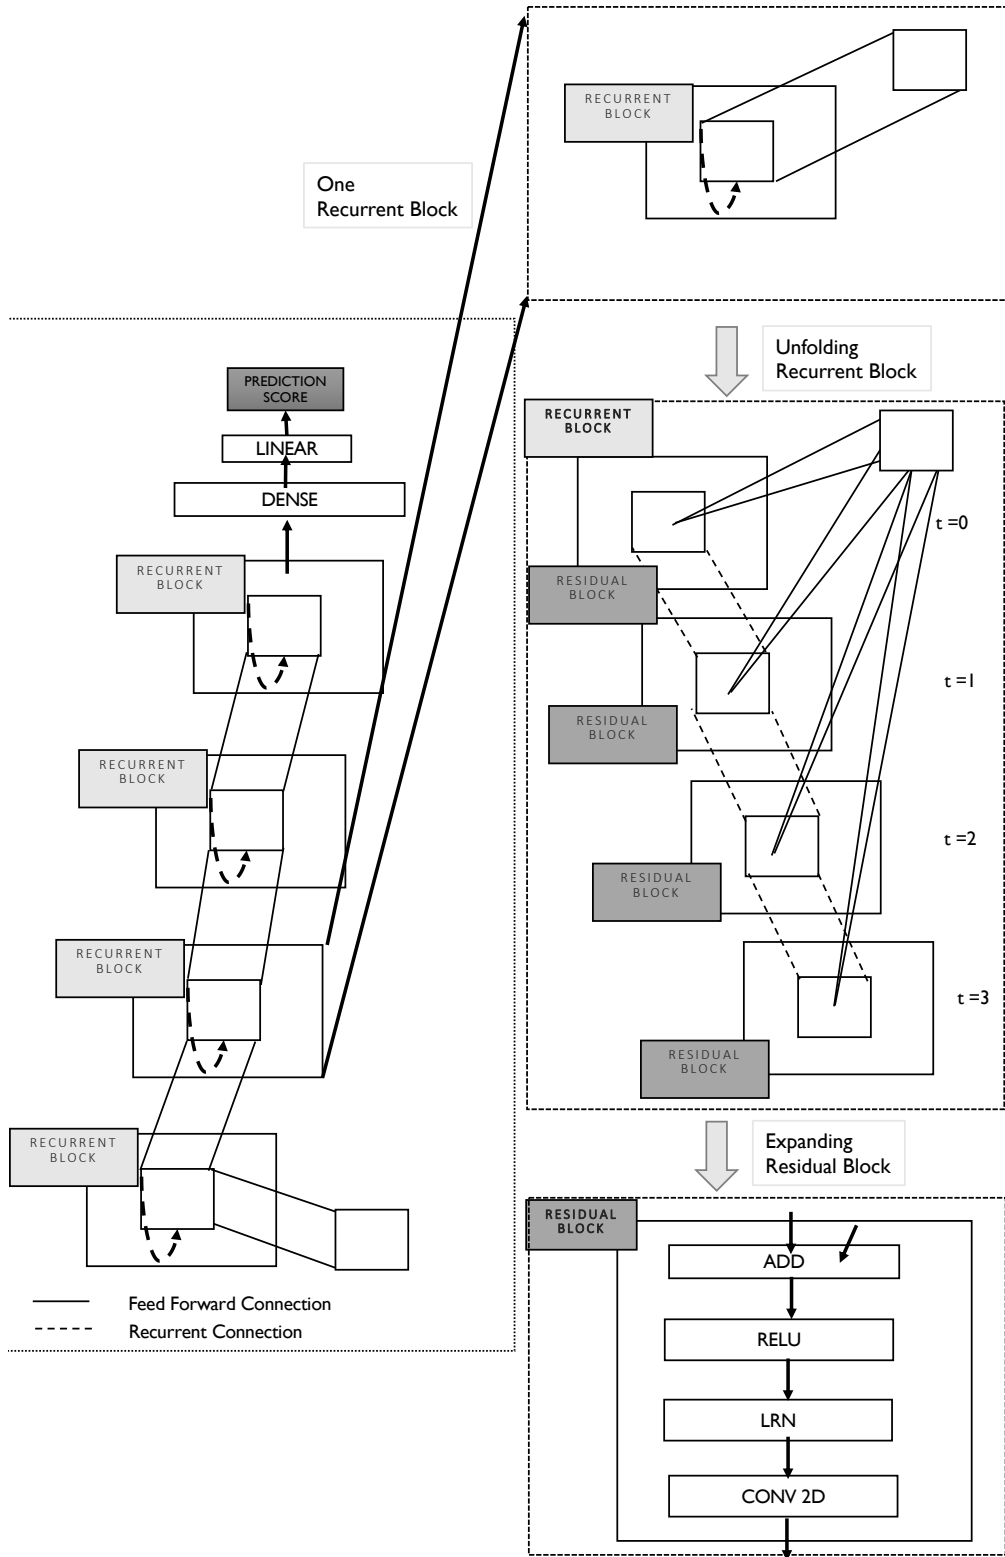 RECURRENT
BLOCK
One
Recurrent Block
Unfolding
Recurrent Block
PREDICTION
SCORE
LINEAR
DENSE
RECURRENT
BLOCK
RECURRENT
BLOCK
RECURRENT
BLOCK
RECURRENT
BLOCK
Feed Forward Connection
Recurrent Connection
RECURRENT
BLOCK
t =0
RESIDUAL
BLOCK
t =1
RESIDUAL
BLOCK
t =2
RESIDUAL
BLOCK
t =3
RESIDUAL
BLOCK
Expanding
Residual Block
RESIDUAL
BLOCK
ADD
RELU
LRN
CONV 2D